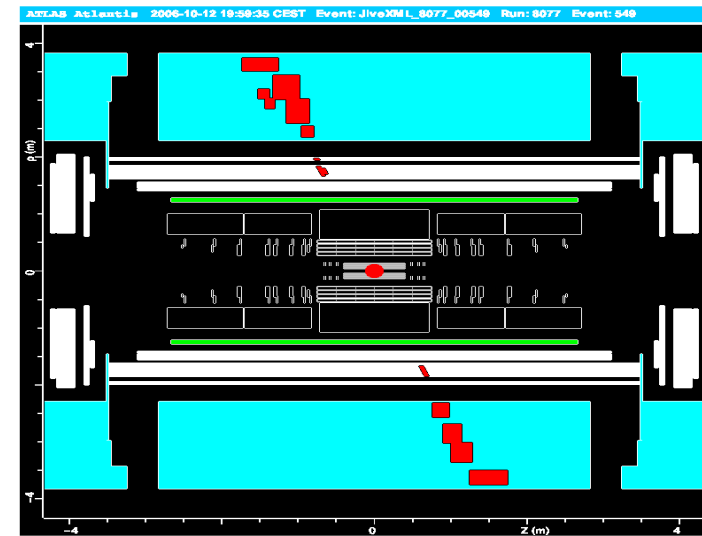 ATLAS Atlantis 2006-10-12 19:59:35 CEST Event: JiveXML_8077_00549 Run: 8077 Event: 549
4
ρ (m)
0
-4
-4 0 Z (m) 4